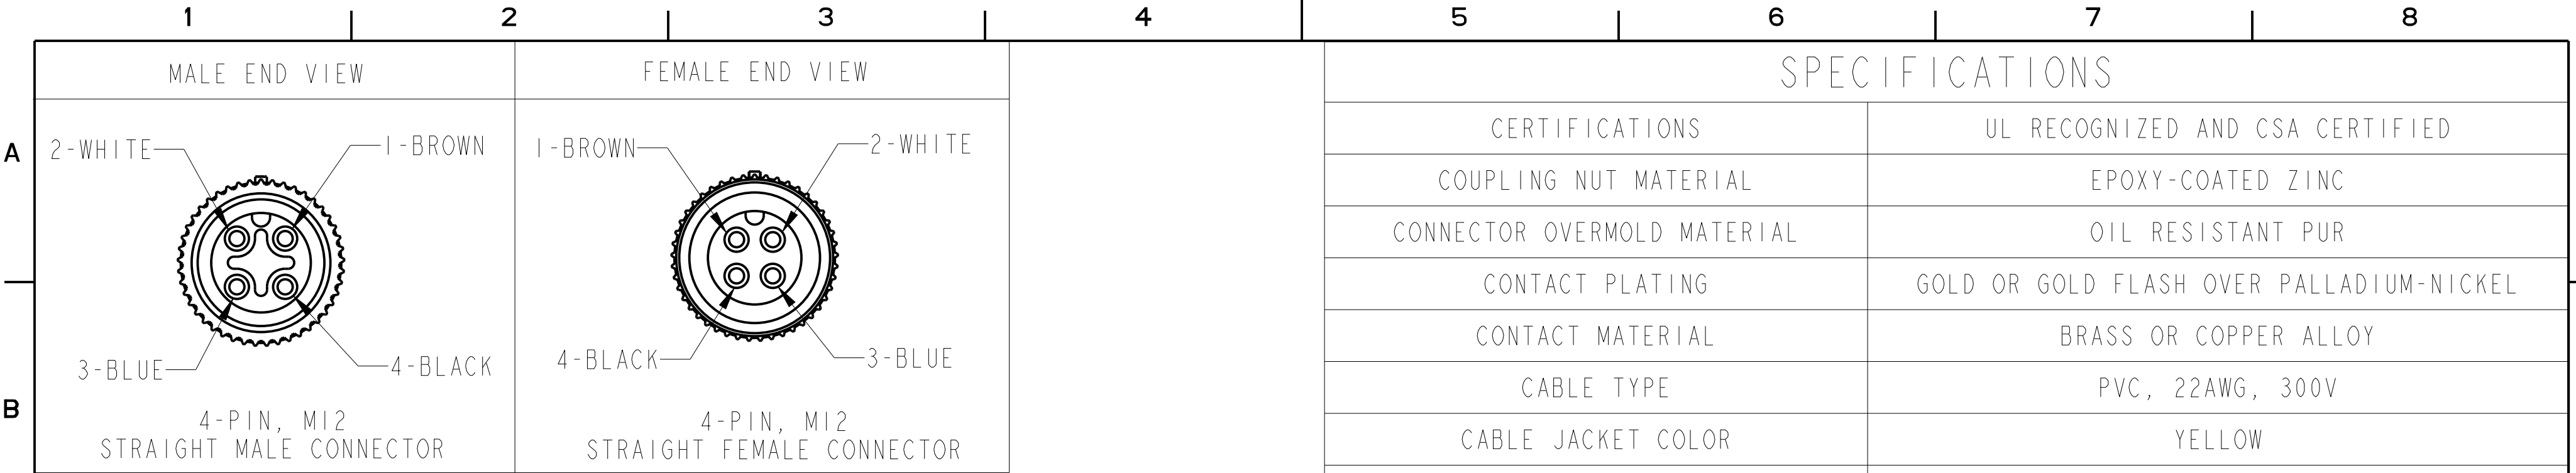 1 2 3 4 5 6 7 8
A
B
MALE END VIEW
2-WHITE
1-BROWN
3-BLUE
4-BLACK
4-PIN, M12
STRAIGHT MALE CONNECTOR
FEMALE END VIEW
1-BROWN
2-WHITE
4-BLACK
3-BLUE
4-PIN, M12
STRAIGHT FEMALE CONNECTOR
SPECIFICATIONS
CERTIFICATIONS UL RECOGNIZED AND CSA CERTIFIED
COUPLING NUT MATERIAL EPOXY-COATED ZINC
CONNECTOR OVERMOLD MATERIAL OIL RESISTANT PUR
CONTACT PLATING GOLD OR GOLD FLASH OVER PALLADIUM-NICKEL
CONTACT MATERIAL BRASS OR COPPER ALLOY
CABLE TYPE PVC, 22AWG, 300V
CABLE JACKET COLOR YELLOW